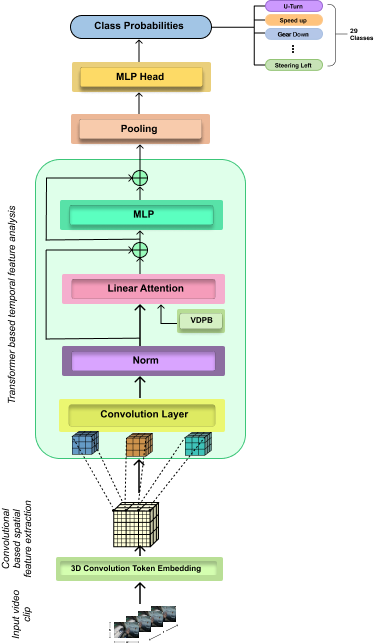 Class Probabilities
U-Turn
Speed up
Gear Down
Steering Left
29
Classes
MLP Head
Pooling
Transformer based temporal feature analysis
MLP
Linear Attention
VDPB
Norm
Convolution Layer
Convolutional
based spatial
feature extraction
3D Convolution Token Embedding
Input video
clip